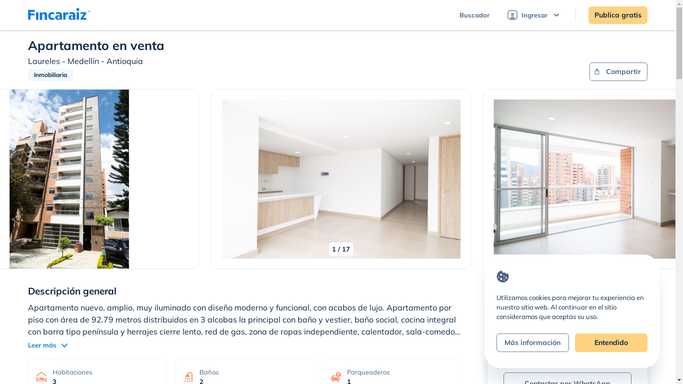 Fincaraiz
Buscador
Ingresar
Publica gratis
Apartamento en venta
Laureles - Medellín - Antioquia
Inmobiliaria
Compartir
1 / 17
Descripción general
Apartamento nuevo, amplio, muy iluminado con diseño moderno y funcional, con acabos de lujo. Apartamento por
piso con área de 92.79 metros distribuidos en 3 alcobas la principal con baño y vestier, baño social, cocina integral
con barra tipo península y herrajes cierre lento, red de gas, zona de ropas independiente, calentador, sala-comedo...
Leer más
Habitaciones
3
Baños
2
Parqueaderos
1
Utilizamos cookies para mejorar tu experiencia en
nuestro sitio web. Al continuar en el sitio
consideramos que aceptas su uso.
Más información
Entendido
Contactar por WhatsApp